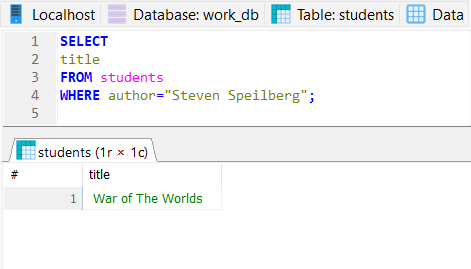 Localhost Database: work_db Table: students Data
1 SELECT
2 title
3 FROM students
4 WHERE author="Steven Speilberg";
5
students (1r × 1c)
# title
1 War of The Worlds